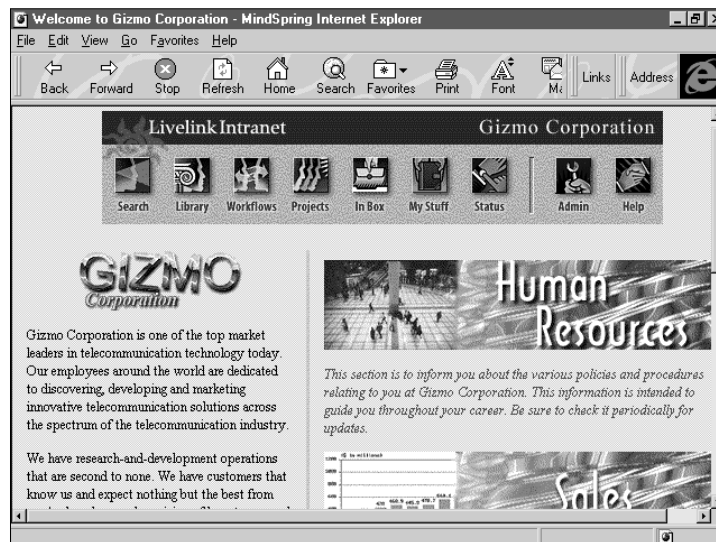 Welcome to Gizmo Corporation - MindSpring Internet Explorer
File Edit View Go Favorites Help
Back Forward Stop Refresh Home Search Favorites Print Font Links Address
Livelink Intranet Gizmo Corporation
Search Library Workflows Projects In Box My Stuff Status Admin Help
GIZMO
Corporation
Gizmo Corporation is one of the top market
leaders in telecommunication technology today.
Our employees around the world are dedicated
to discovering, developing and marketing
innovative telecommunication solutions across
the spectrum of the telecommunication industry.
We have research-and-development operations
that are second to none. We have customers that
know us and expect nothing but the best from
Human
Resources
This section is to inform you about the various policies and procedures
relating to you at Gizmo Corporation. This information is intended to
guide you throughout your career. Be sure to check it periodically for
updates.
Sales